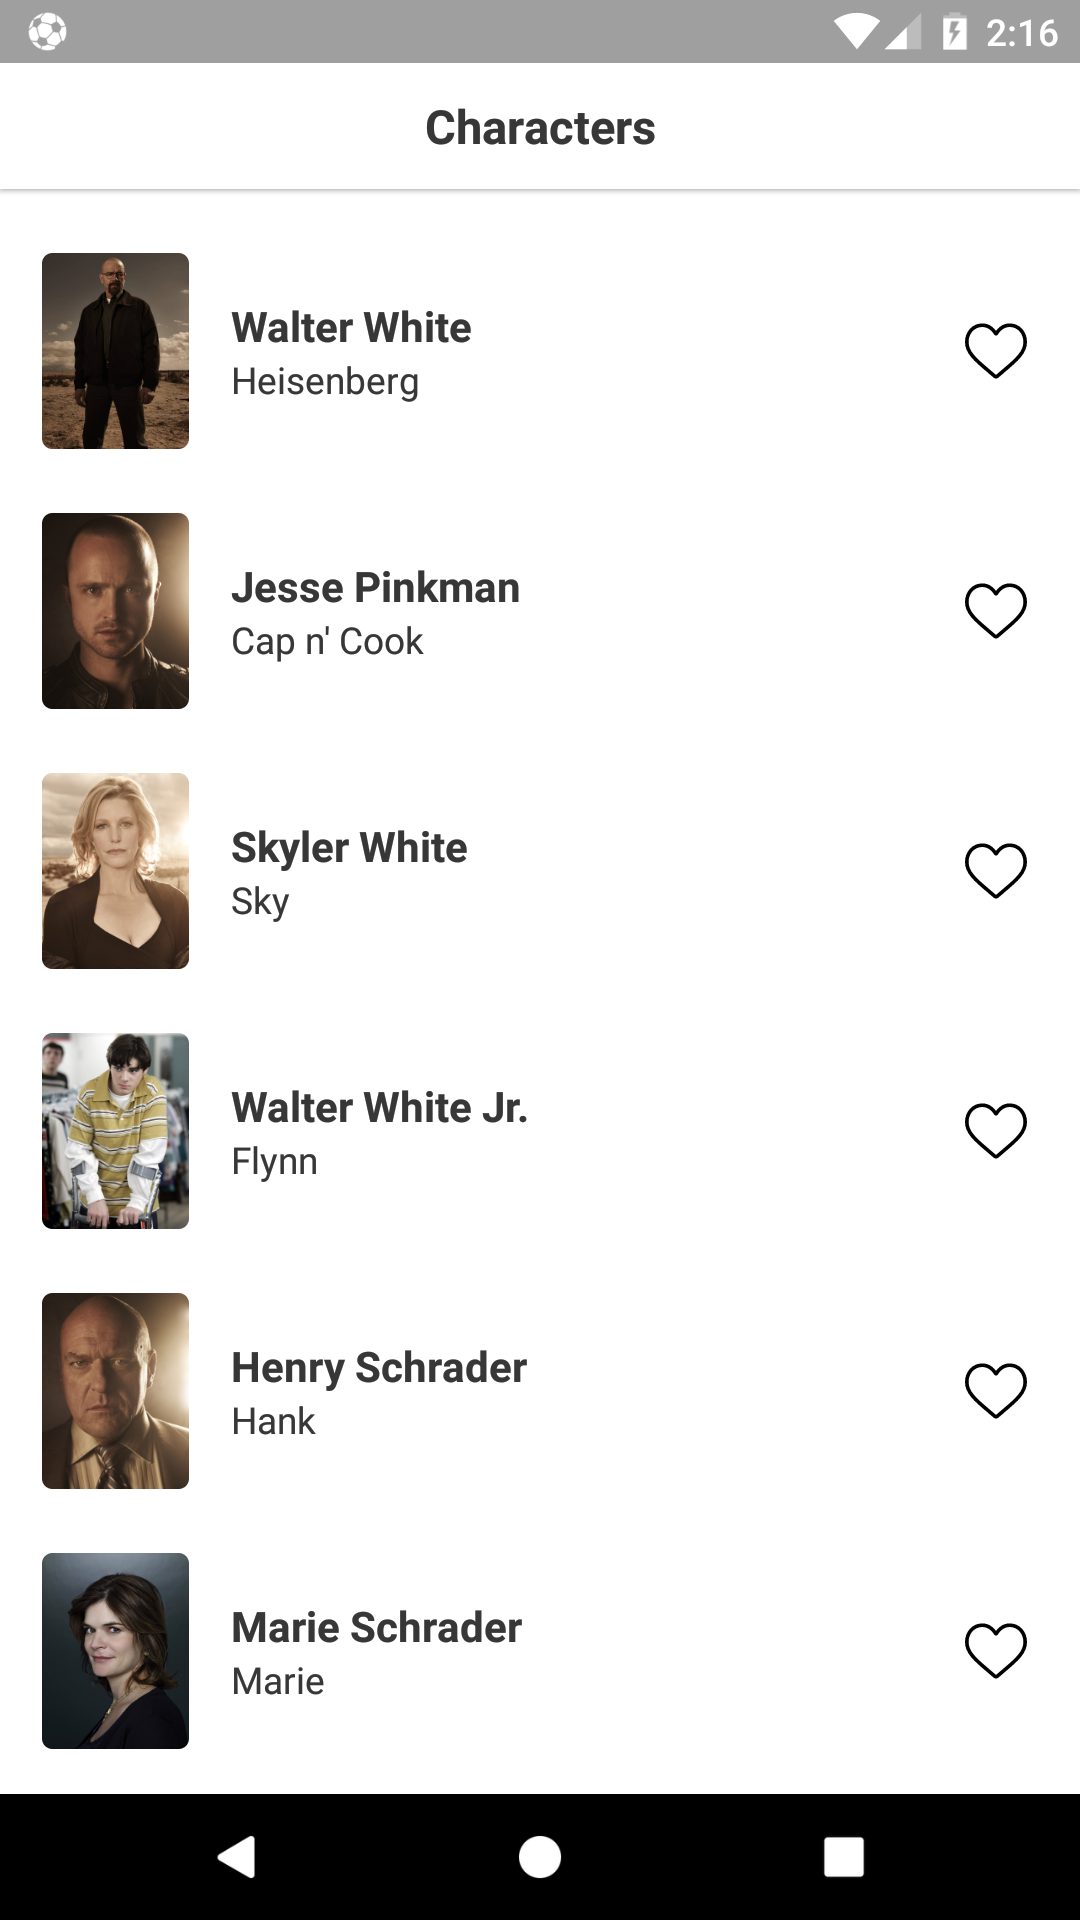 2:16
Characters
Walter White
Heisenberg
Jesse Pinkman
Cap n' Cook
Skyler White
Sky
Walter White Jr.
Flynn
Henry Schrader
Hank
Marie Schrader
Marie